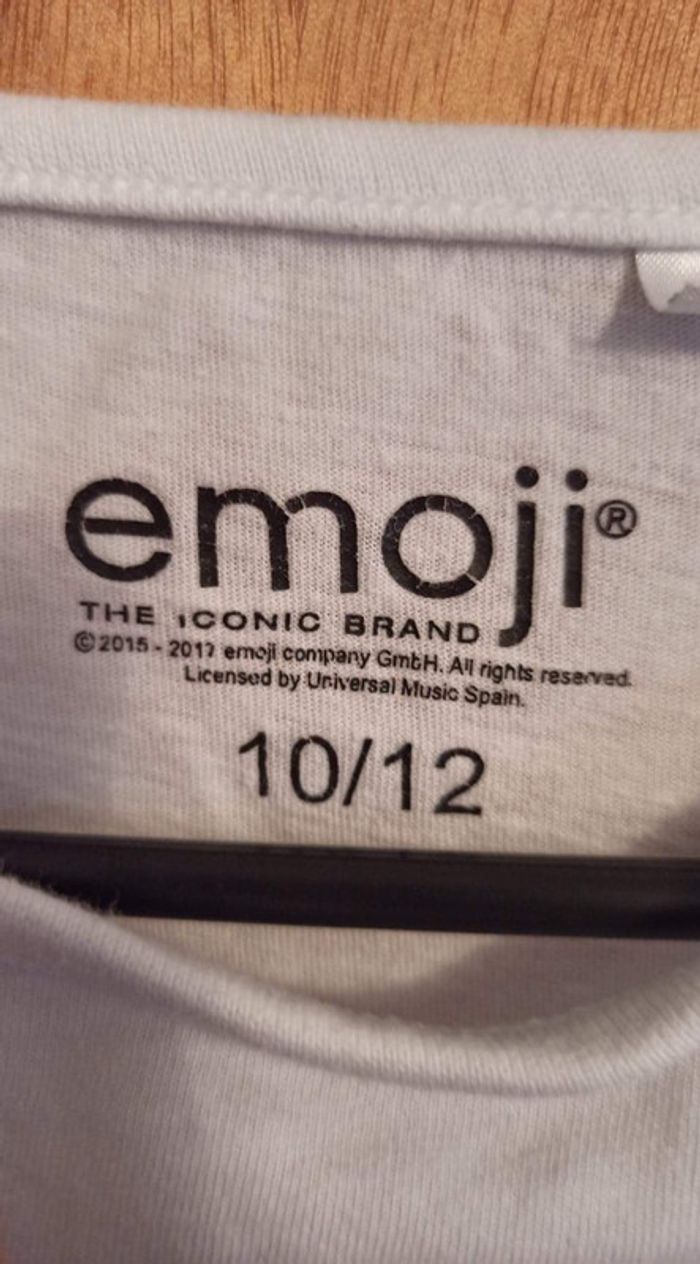 emoji®
THE ICONIC BRAND
©2015 - 2017 emoji company GmbH. All rights reserved.
Licensed by Universal Music Spain.
10/12